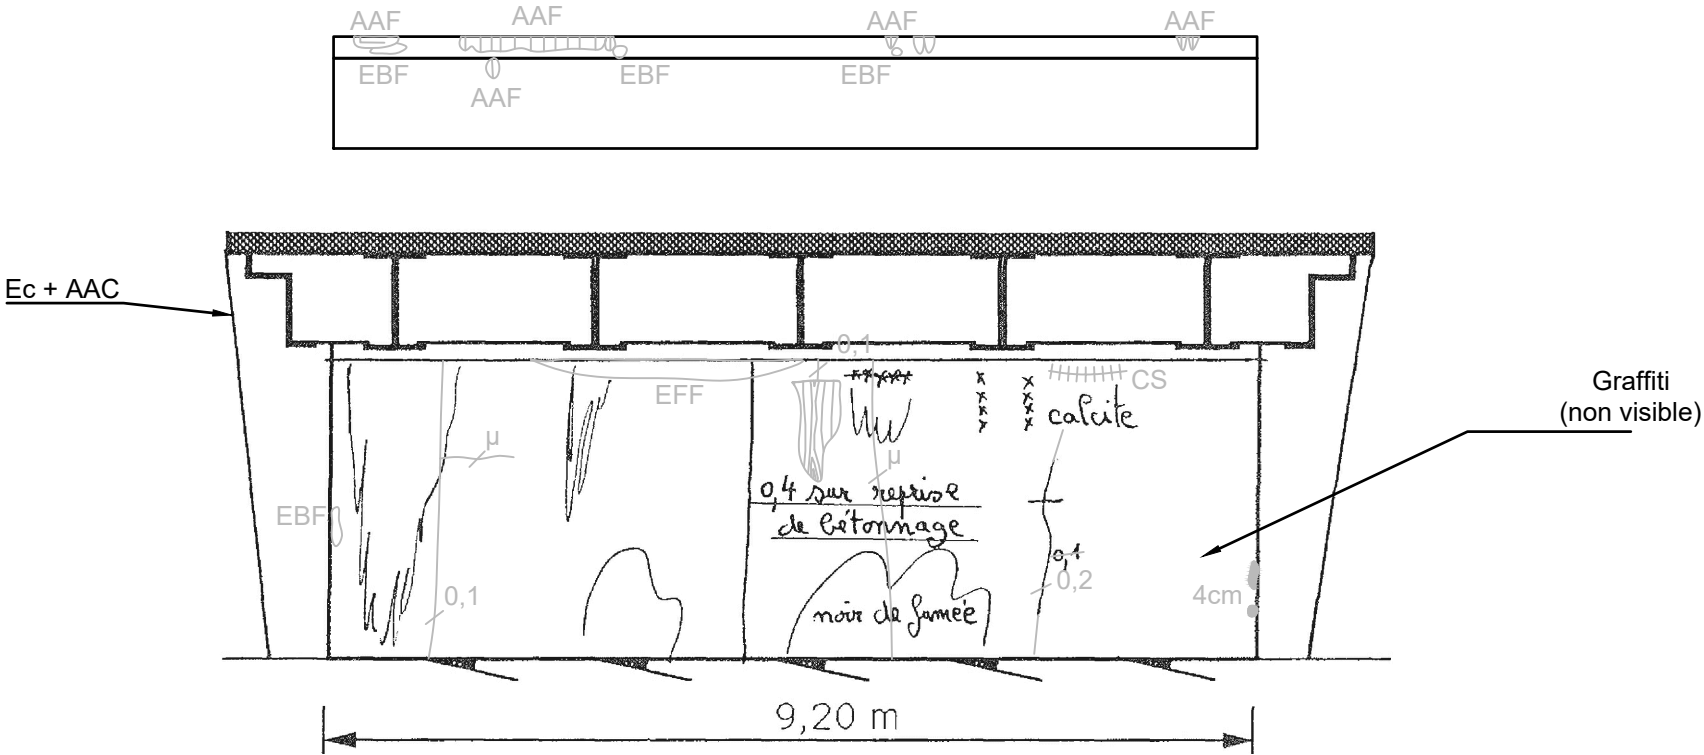 AAF AAF AAF AAF
EBF EBF EBF
AAF
Ec + AAC
0,1
EFF
CS
calcite
Graffiti
(non visible)
µ
µ
0,4 sur reprise
de bétonnage
EBF
0,1
0,2
0,1
4cm
noir de fumée
9,20 m